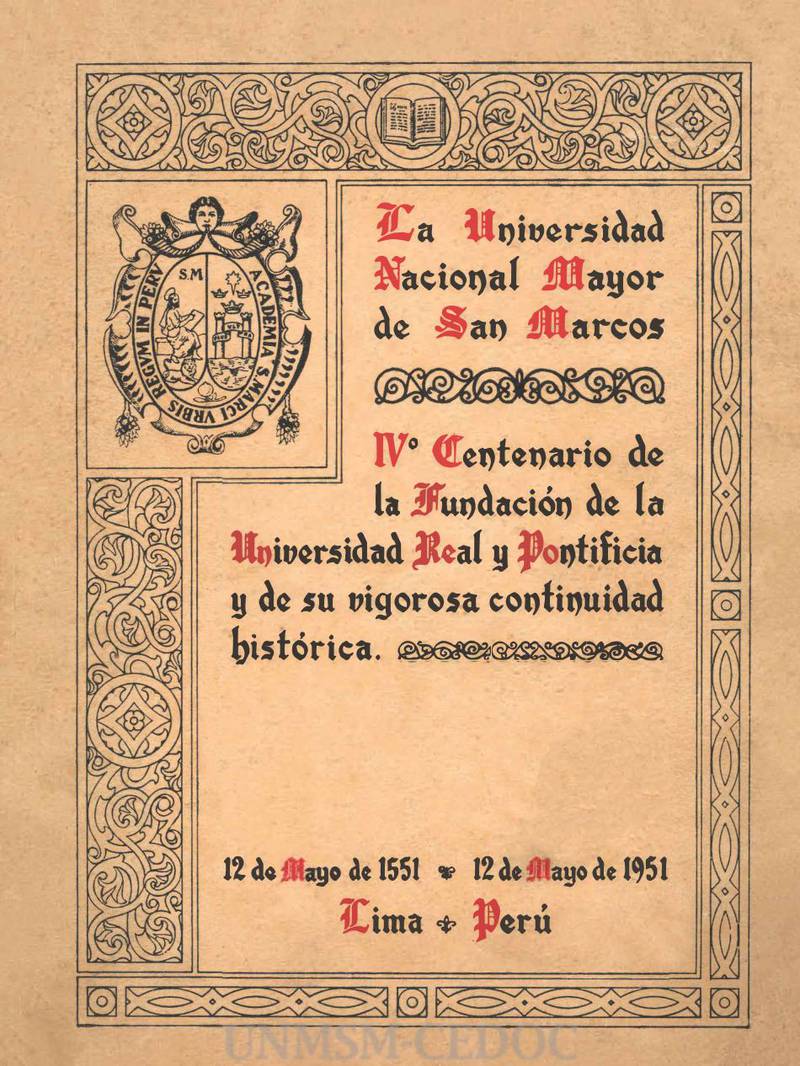 S.M
ACADEMIA S. MARCI VRBIS REGVM IN PERV
La Universidad
Nacional Mayor
de San Marcos
IVº Centenario de
la Fundación de la
Universidad Real y Pontificia
y de su vigorosa continuidad
histórica.
12 de Mayo de 1551 12 de Mayo de 1951
Lima Perú
UNMSM-CEDOC